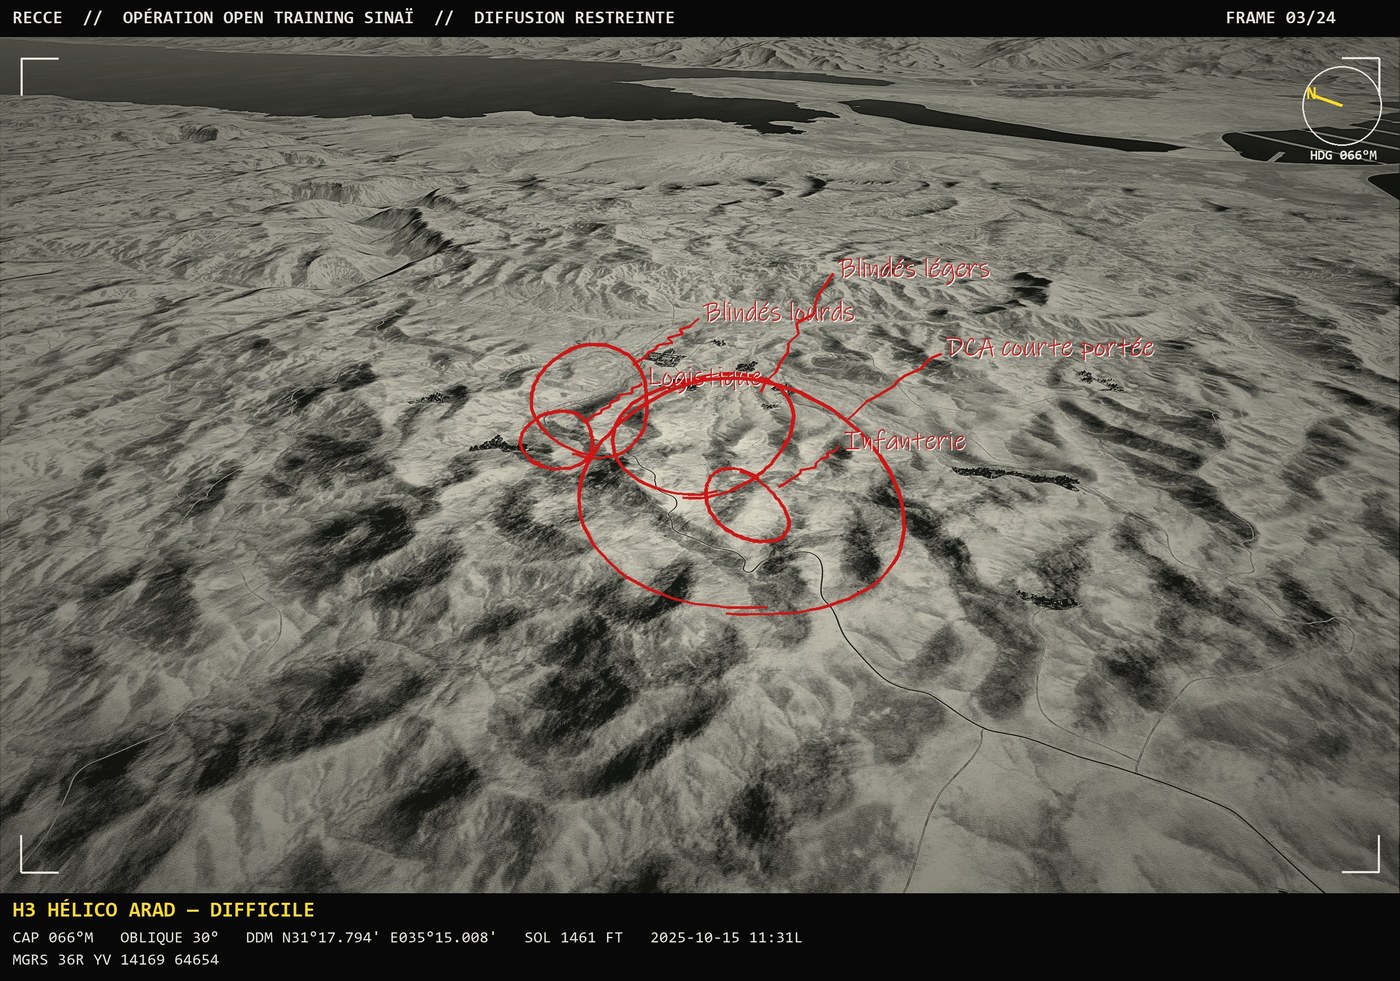 RECCE // OPÉRATION OPEN TRAINING SINAÏ // DIFFUSION RESTREINTE
FRAME 03/24
N
HDG 066°M
Blindés légers
Blindés lourds
DCA courte portée
Logistique
Infanterie
H3 HÉLICO ARAD — DIFFICILE
CAP 066°M OBLIQUE 30° DDM N31°17.794' E035°15.008' SOL 1461 FT 2025-10-15 11:31L
MGRS 36R YV 14169 64654